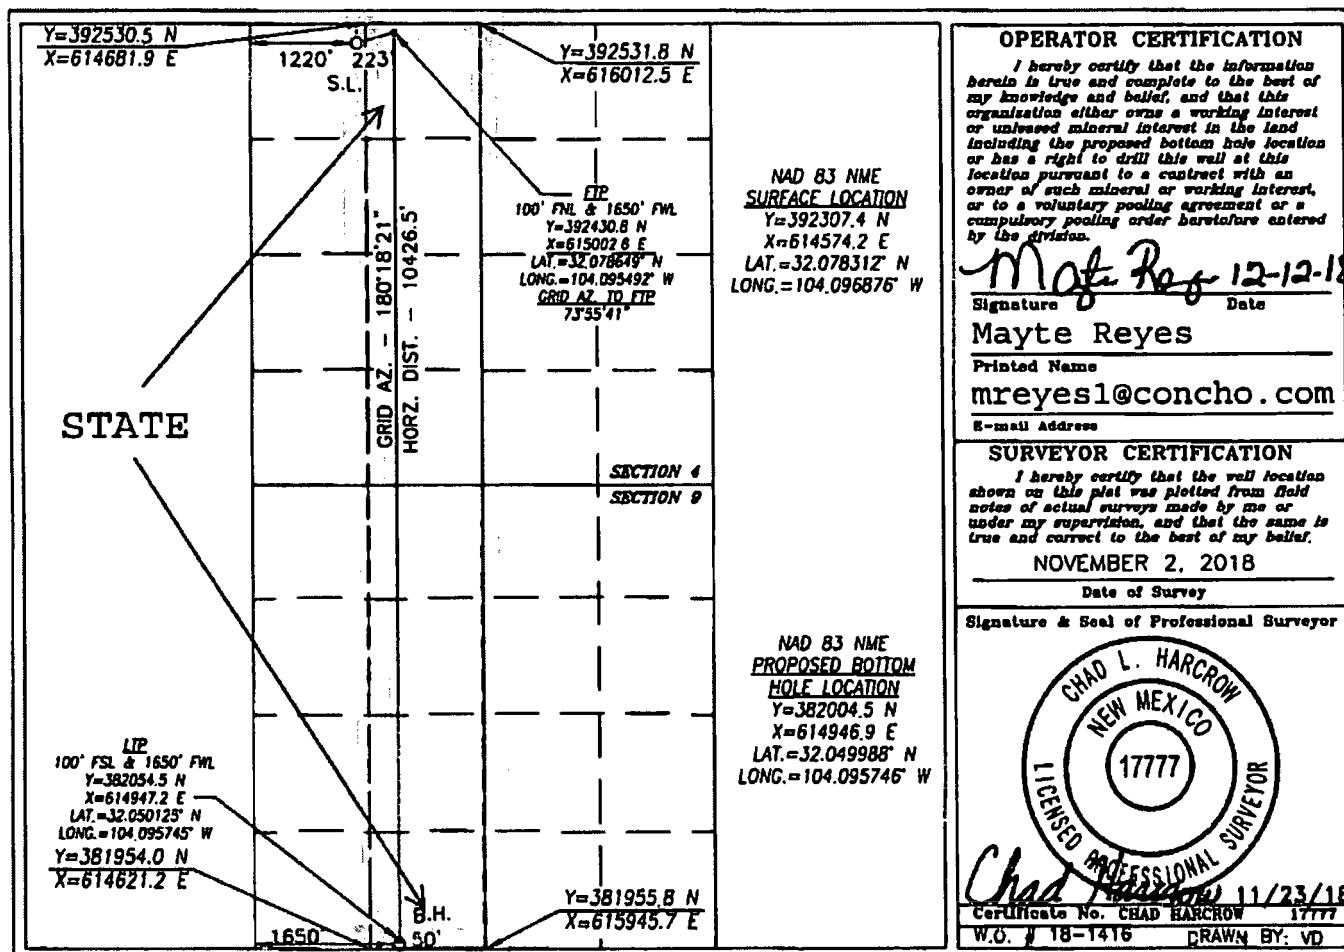 Y=392530.5 N
X=614681.9 E
1220' 223'
S.L.
Y=392531.8 N
X=616012.5 E
FTP
100' FNL & 1650' FWL
Y=392430.8 N
X=615002.6 E
LAT.=32.078649° N
LONG.=104.095492° W
GRID AZ. TO FTP
73°55'41"
GRID AZ. - 180°18'21"
HORZ. DIST. - 10426.5'
STATE
SECTION 4
SECTION 9
LTP
100' FSL & 1650' FWL
Y=382054.5 N
X=614947.2 E
LAT.=32.050125° N
LONG.=104.095745° W
Y=381954.0 N
X=614621.2 E
1650'
B.H.
50'
Y=381955.8 N
X=615945.7 E
NAD 83 NME
SURFACE LOCATION
Y=392307.4 N
X=614574.2 E
LAT.=32.078312° N
LONG.=104.096876° W
NAD 83 NME
PROPOSED BOTTOM
HOLE LOCATION
Y=382004.5 N
X=614946.9 E
LAT.=32.049988° N
LONG.=104.095746° W
OPERATOR CERTIFICATION
I hereby certify that the information
herein is true and complete to the best of
my knowledge and belief, and that this
organization either owns a working interest
or unleased mineral interest in the land
including the proposed bottom hole location
or has a right to drill this well at this
location pursuant to a contract with an
owner of such mineral or working interest,
or to a voluntary pooling agreement or a
compulsory pooling order heretofore entered
by the division.
12-12-18
Signature Date
Mayte Reyes
Printed Name
mreyes1@concho.com
E-mail Address
SURVEYOR CERTIFICATION
I hereby certify that the well location
shown on this plat was plotted from field
notes of actual surveys made by me or
under my supervision, and that the same is
true and correct to the best of my belief.
NOVEMBER 2, 2018
Date of Survey
Signature & Seal of Professional Surveyor
CHAD L. HARCROW
NEW MEXICO
17777
LICENSED PROFESSIONAL SURVEYOR
Chad Harcrow 11/23/18
Certificate No. CHAD HARCROW 17777
W.O. # 18-1416 DRAWN BY: VD